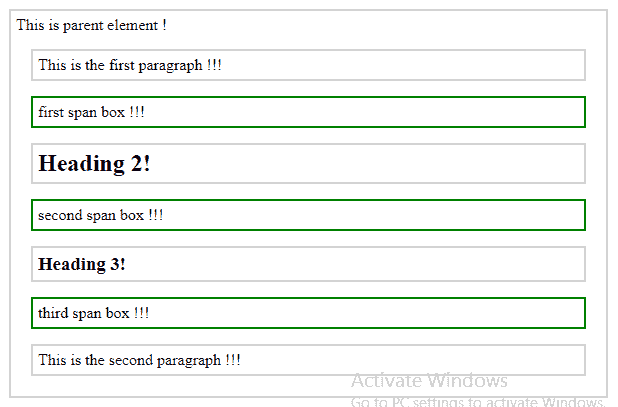 This is parent element !
This is the first paragraph !!!
first span box !!!
Heading 2!
second span box !!!
Heading 3!
third span box !!!
This is the second paragraph !!!
Activate Windows
Go to PC settings to activate Windows.